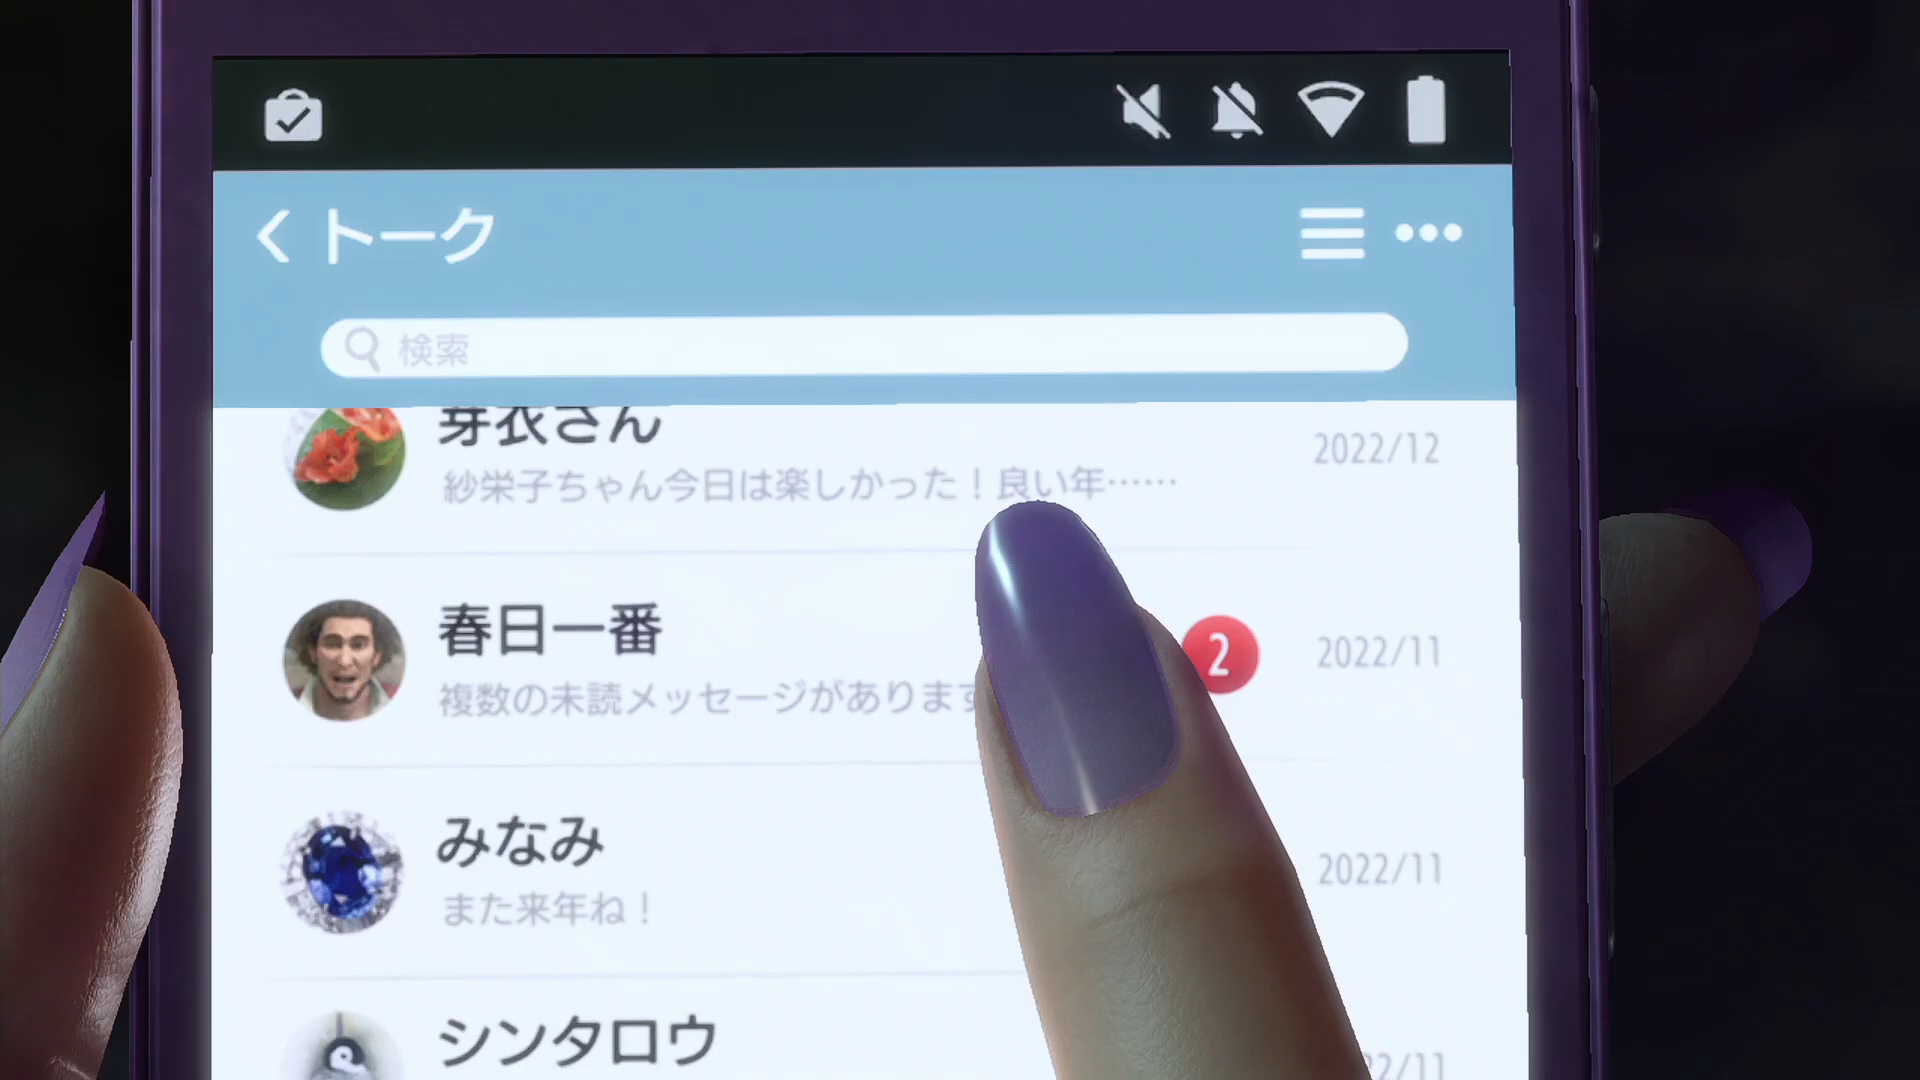 トーク
検索
芽衣さん
2022/12
紗栄子ちゃん今日は楽しかった！良い年……
春日一番
2
2022/11
複数の未読メッセージがあります
みなみ
2022/11
また来年ね！
シンタロウ
22/11